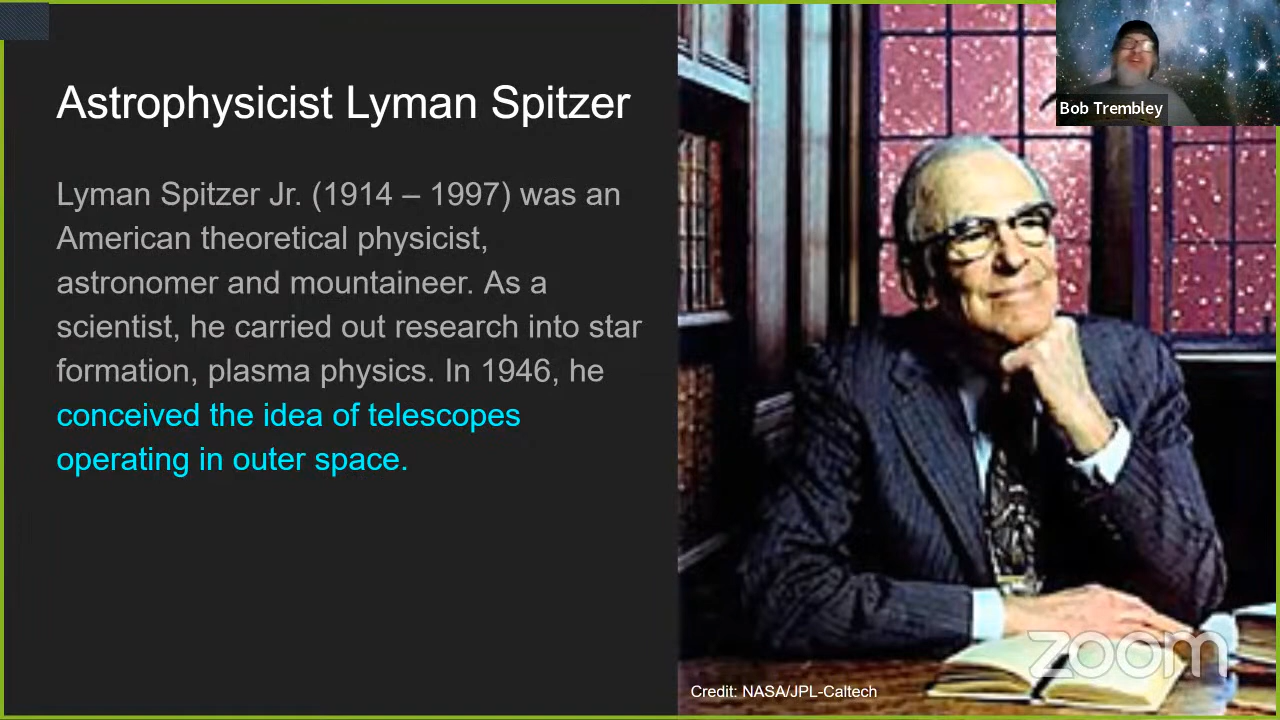 Astrophysicist Lyman Spitzer
Lyman Spitzer Jr. (1914 – 1997) was an
American theoretical physicist,
astronomer and mountaineer. As a
scientist, he carried out research into star
formation, plasma physics. In 1946, he
conceived the idea of telescopes
operating in outer space.
Bob Trembley
Credit: NASA/JPL-Caltech
zoom